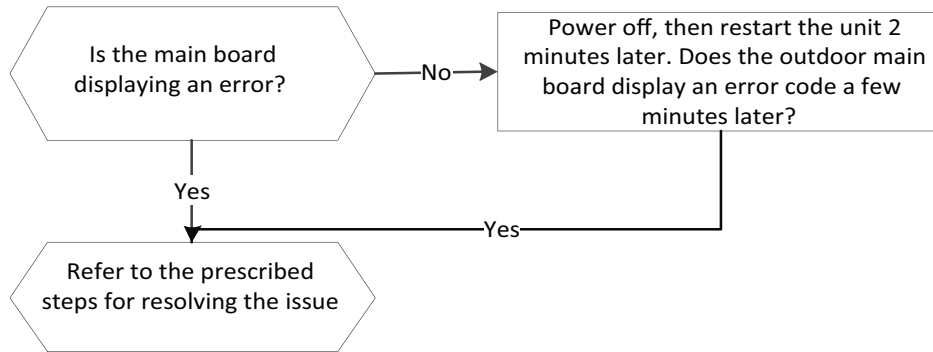 Is the main board
displaying an error?
No
Power off, then restart the unit 2
minutes later. Does the outdoor main
board display an error code a few
minutes later?
Yes
Yes
Refer to the prescribed
steps for resolving the issue